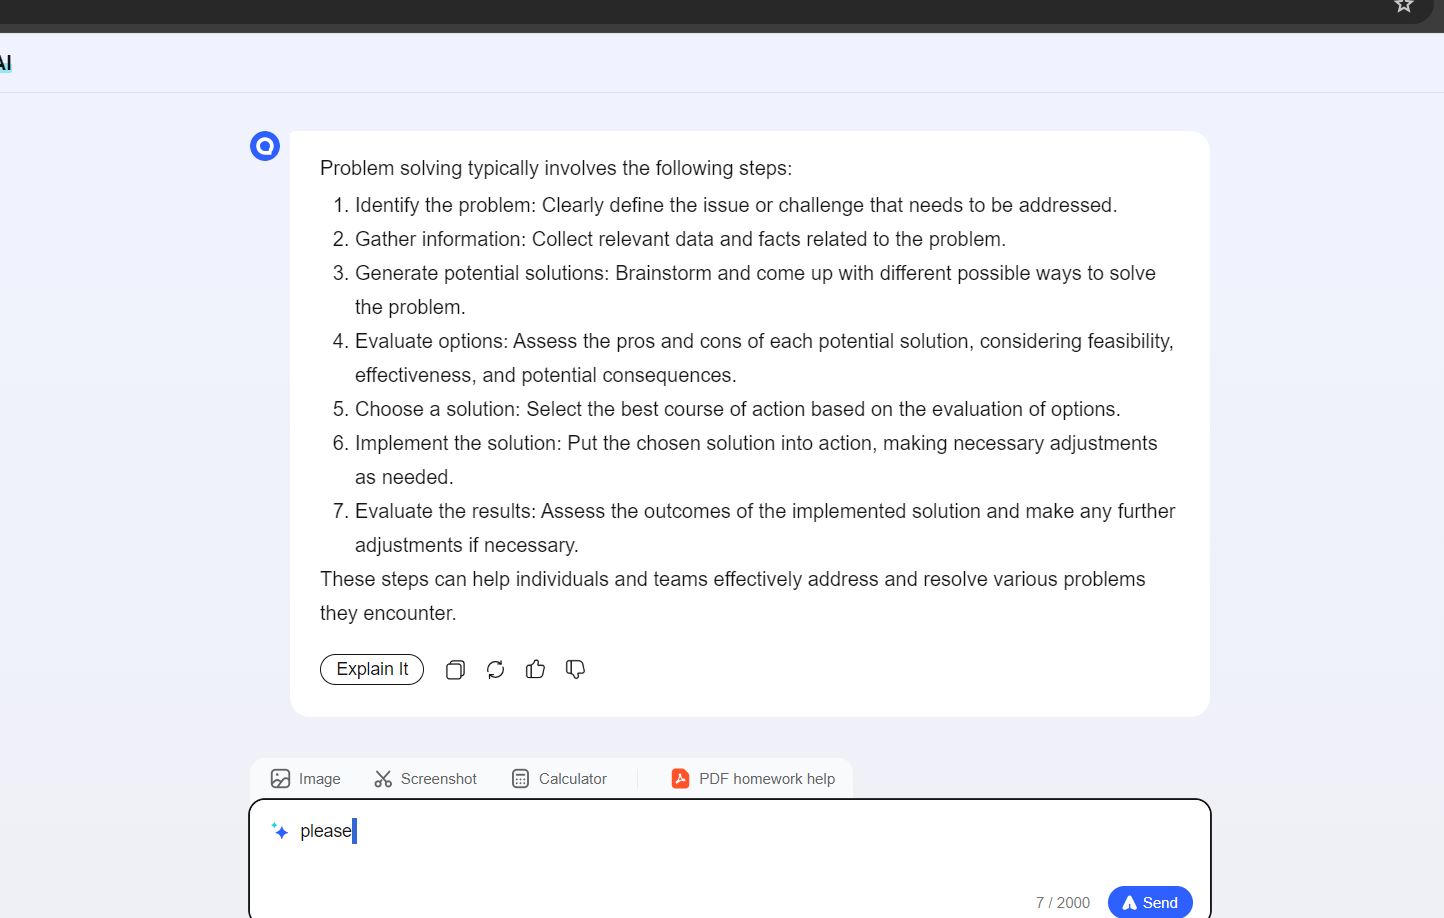 AI
Problem solving typically involves the following steps:
1. Identify the problem: Clearly define the issue or challenge that needs to be addressed.
2. Gather information: Collect relevant data and facts related to the problem.
3. Generate potential solutions: Brainstorm and come up with different possible ways to solve
the problem.
4. Evaluate options: Assess the pros and cons of each potential solution, considering feasibility,
effectiveness, and potential consequences.
5. Choose a solution: Select the best course of action based on the evaluation of options.
6. Implement the solution: Put the chosen solution into action, making necessary adjustments
as needed.
7. Evaluate the results: Assess the outcomes of the implemented solution and make any further
adjustments if necessary.
These steps can help individuals and teams effectively address and resolve various problems
they encounter.
Explain It
Image Screenshot Calculator PDF homework help
please
7 / 2000 Send